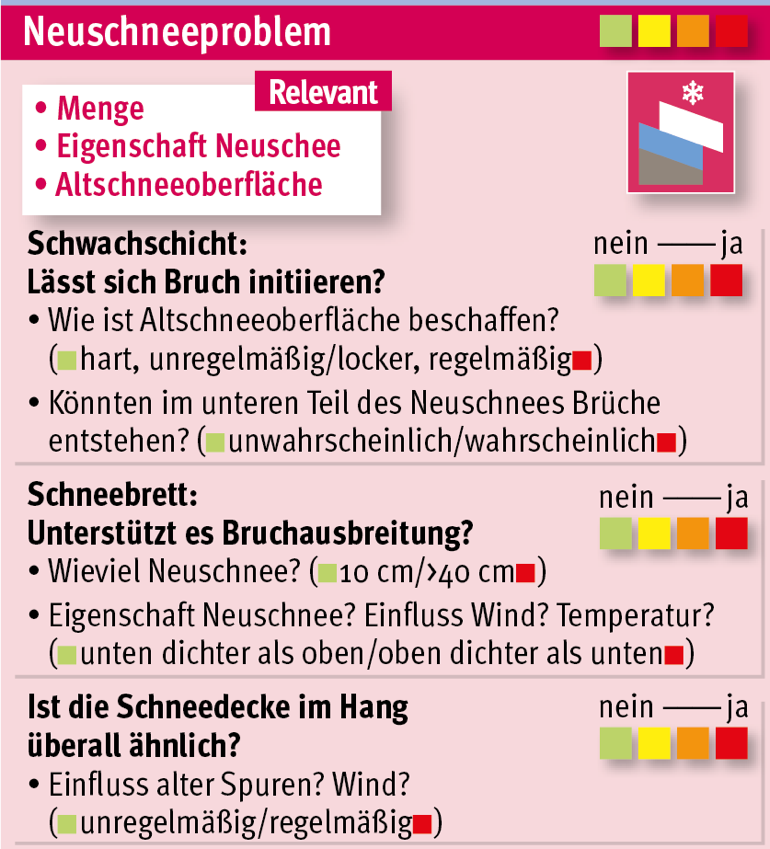 Neuschneeproblem
Relevant
• Menge
• Eigenschaft Neuschee
• Altschneeoberfläche
Schwachschicht:
nein — ja
Lässt sich Bruch initiieren?
• Wie ist Altschneeoberfläche beschaffen?
(hart, unregelmäßig/locker, regelmäßig)
• Könnten im unteren Teil des Neuschnees Brüche
entstehen? (unwahrscheinlich/wahrscheinlich)
Schneebrett:
nein — ja
Unterstützt es Bruchausbreitung?
• Wieviel Neuschnee? (10 cm/>40 cm)
• Eigenschaft Neuschnee? Einfluss Wind? Temperatur?
(unten dichter als oben/oben dichter als unten)
Ist die Schneedecke im Hang
nein — ja
überall ähnlich?
• Einfluss alter Spuren? Wind?
(unregelmäßig/regelmäßig)